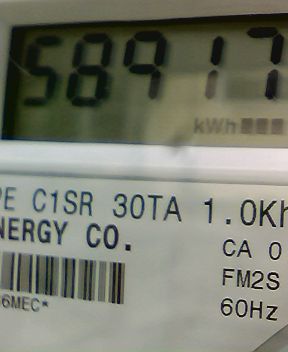 58917
kWh
PE C1SR 30TA 1.0Kh
NERGY CO.
CA 0
FM2S
6MEC*
60Hz